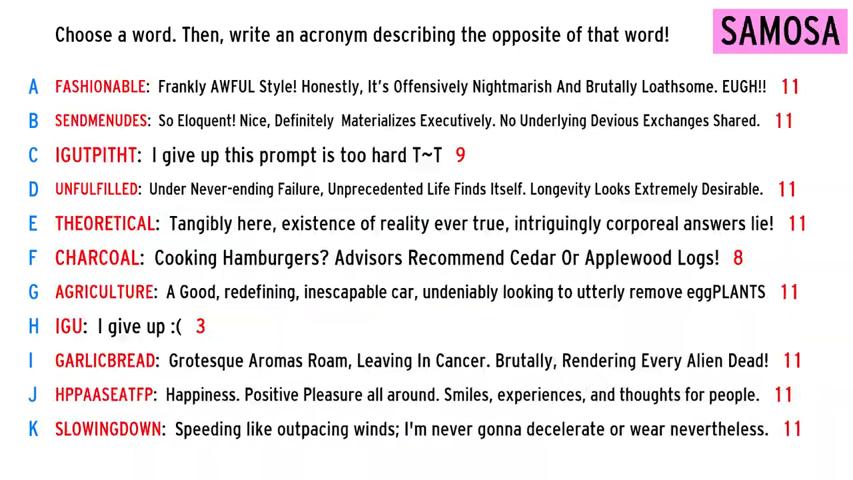 Choose a word. Then, write an acronym describing the opposite of that word!
SAMOSA
A FASHIONABLE: Frankly AWFUL Style! Honestly, It's Offensively Nightmarish And Brutally Loathsome. EUGH!! 11
B SENDMENUDES: So Eloquent! Nice, Definitely Materializes Executively. No Underlying Devious Exchanges Shared. 11
C IGUTPITHT: I give up this prompt is too hard T~T 9
D UNFULFILLED: Under Never-ending Failure, Unprecedented Life Finds Itself. Longevity Looks Extremely Desirable. 11
E THEORETICAL: Tangibly here, existence of reality ever true, intriguingly corporeal answers lie! 11
F CHARCOAL: Cooking Hamburgers? Advisors Recommend Cedar Or Applewood Logs! 8
G AGRICULTURE: A Good, redefining, inescapable car, undeniably looking to utterly remove eggPLANTS 11
H IGU: I give up :( 3
I GARLICBREAD: Grotesque Aromas Roam, Leaving In Cancer. Brutally, Rendering Every Alien Dead! 11
J HPPAASEATFP: Happiness. Positive Pleasure all around. Smiles, experiences, and thoughts for people. 11
K SLOWINGDOWN: Speeding like outpacing winds; I'm never gonna decelerate or wear nevertheless. 11